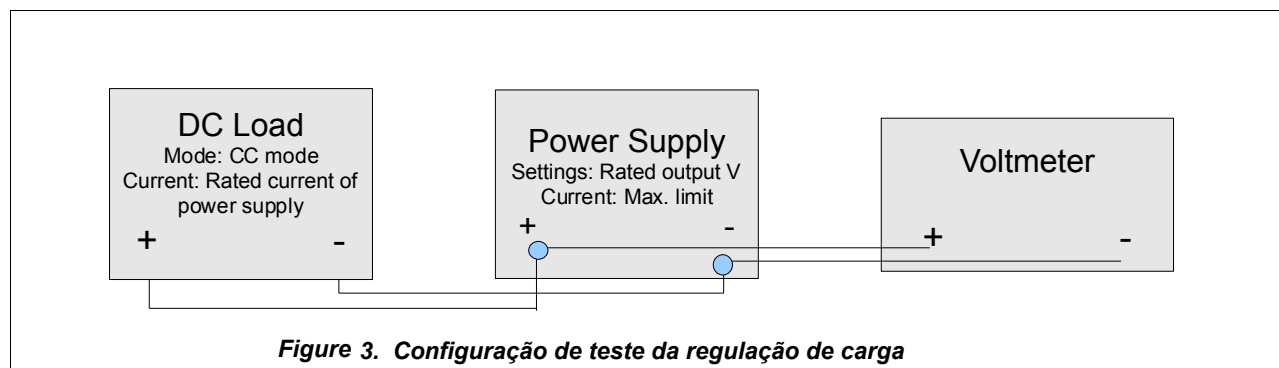 DC Load
Mode: CC mode
Current: Rated current of
power supply
+ -
Power Supply
Settings: Rated output V
Current: Max. limit
+ -
Voltmeter
+ -
Figure 3. Configuração de teste da regulação de carga